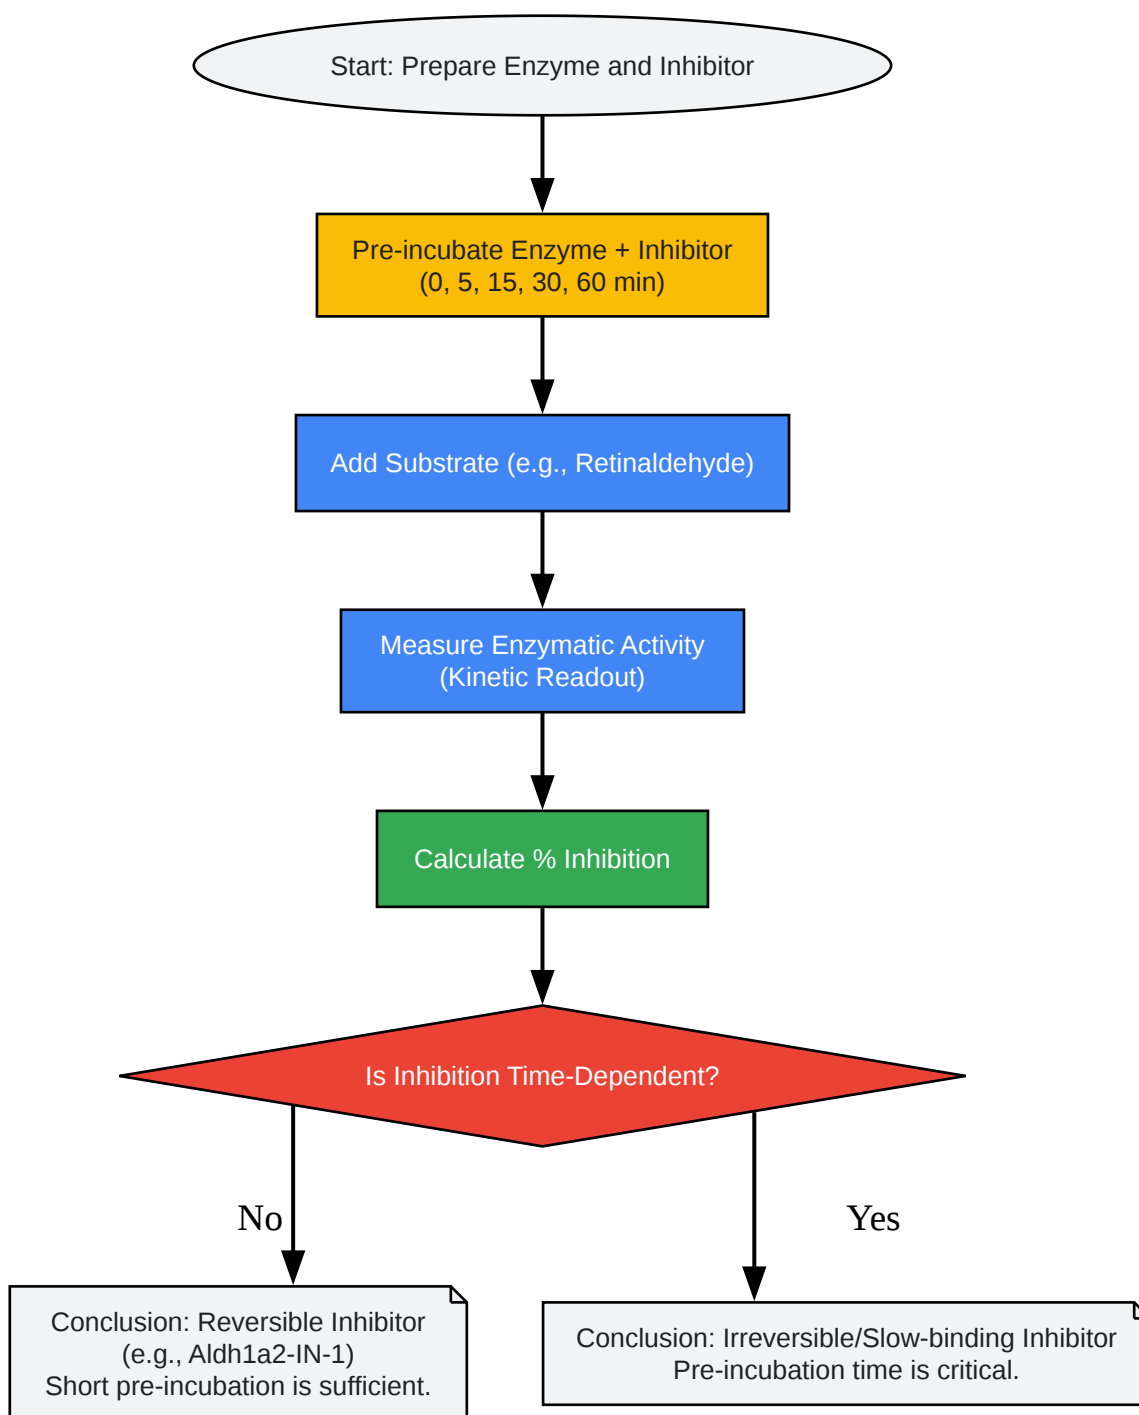 Start: Prepare Enzyme and Inhibitor
Pre-incubate Enzyme + Inhibitor
(0, 5, 15, 30, 60 min)
Add Substrate (e.g., Retinaldehyde)
Measure Enzymatic Activity
(Kinetic Readout)
Calculate % Inhibition
Is Inhibition Time-Dependent?
No
Yes
Conclusion: Reversible Inhibitor
(e.g., Aldh1a2-IN-1)
Short pre-incubation is sufficient.
Conclusion: Irreversible/Slow-binding Inhibitor
Pre-incubation time is critical.